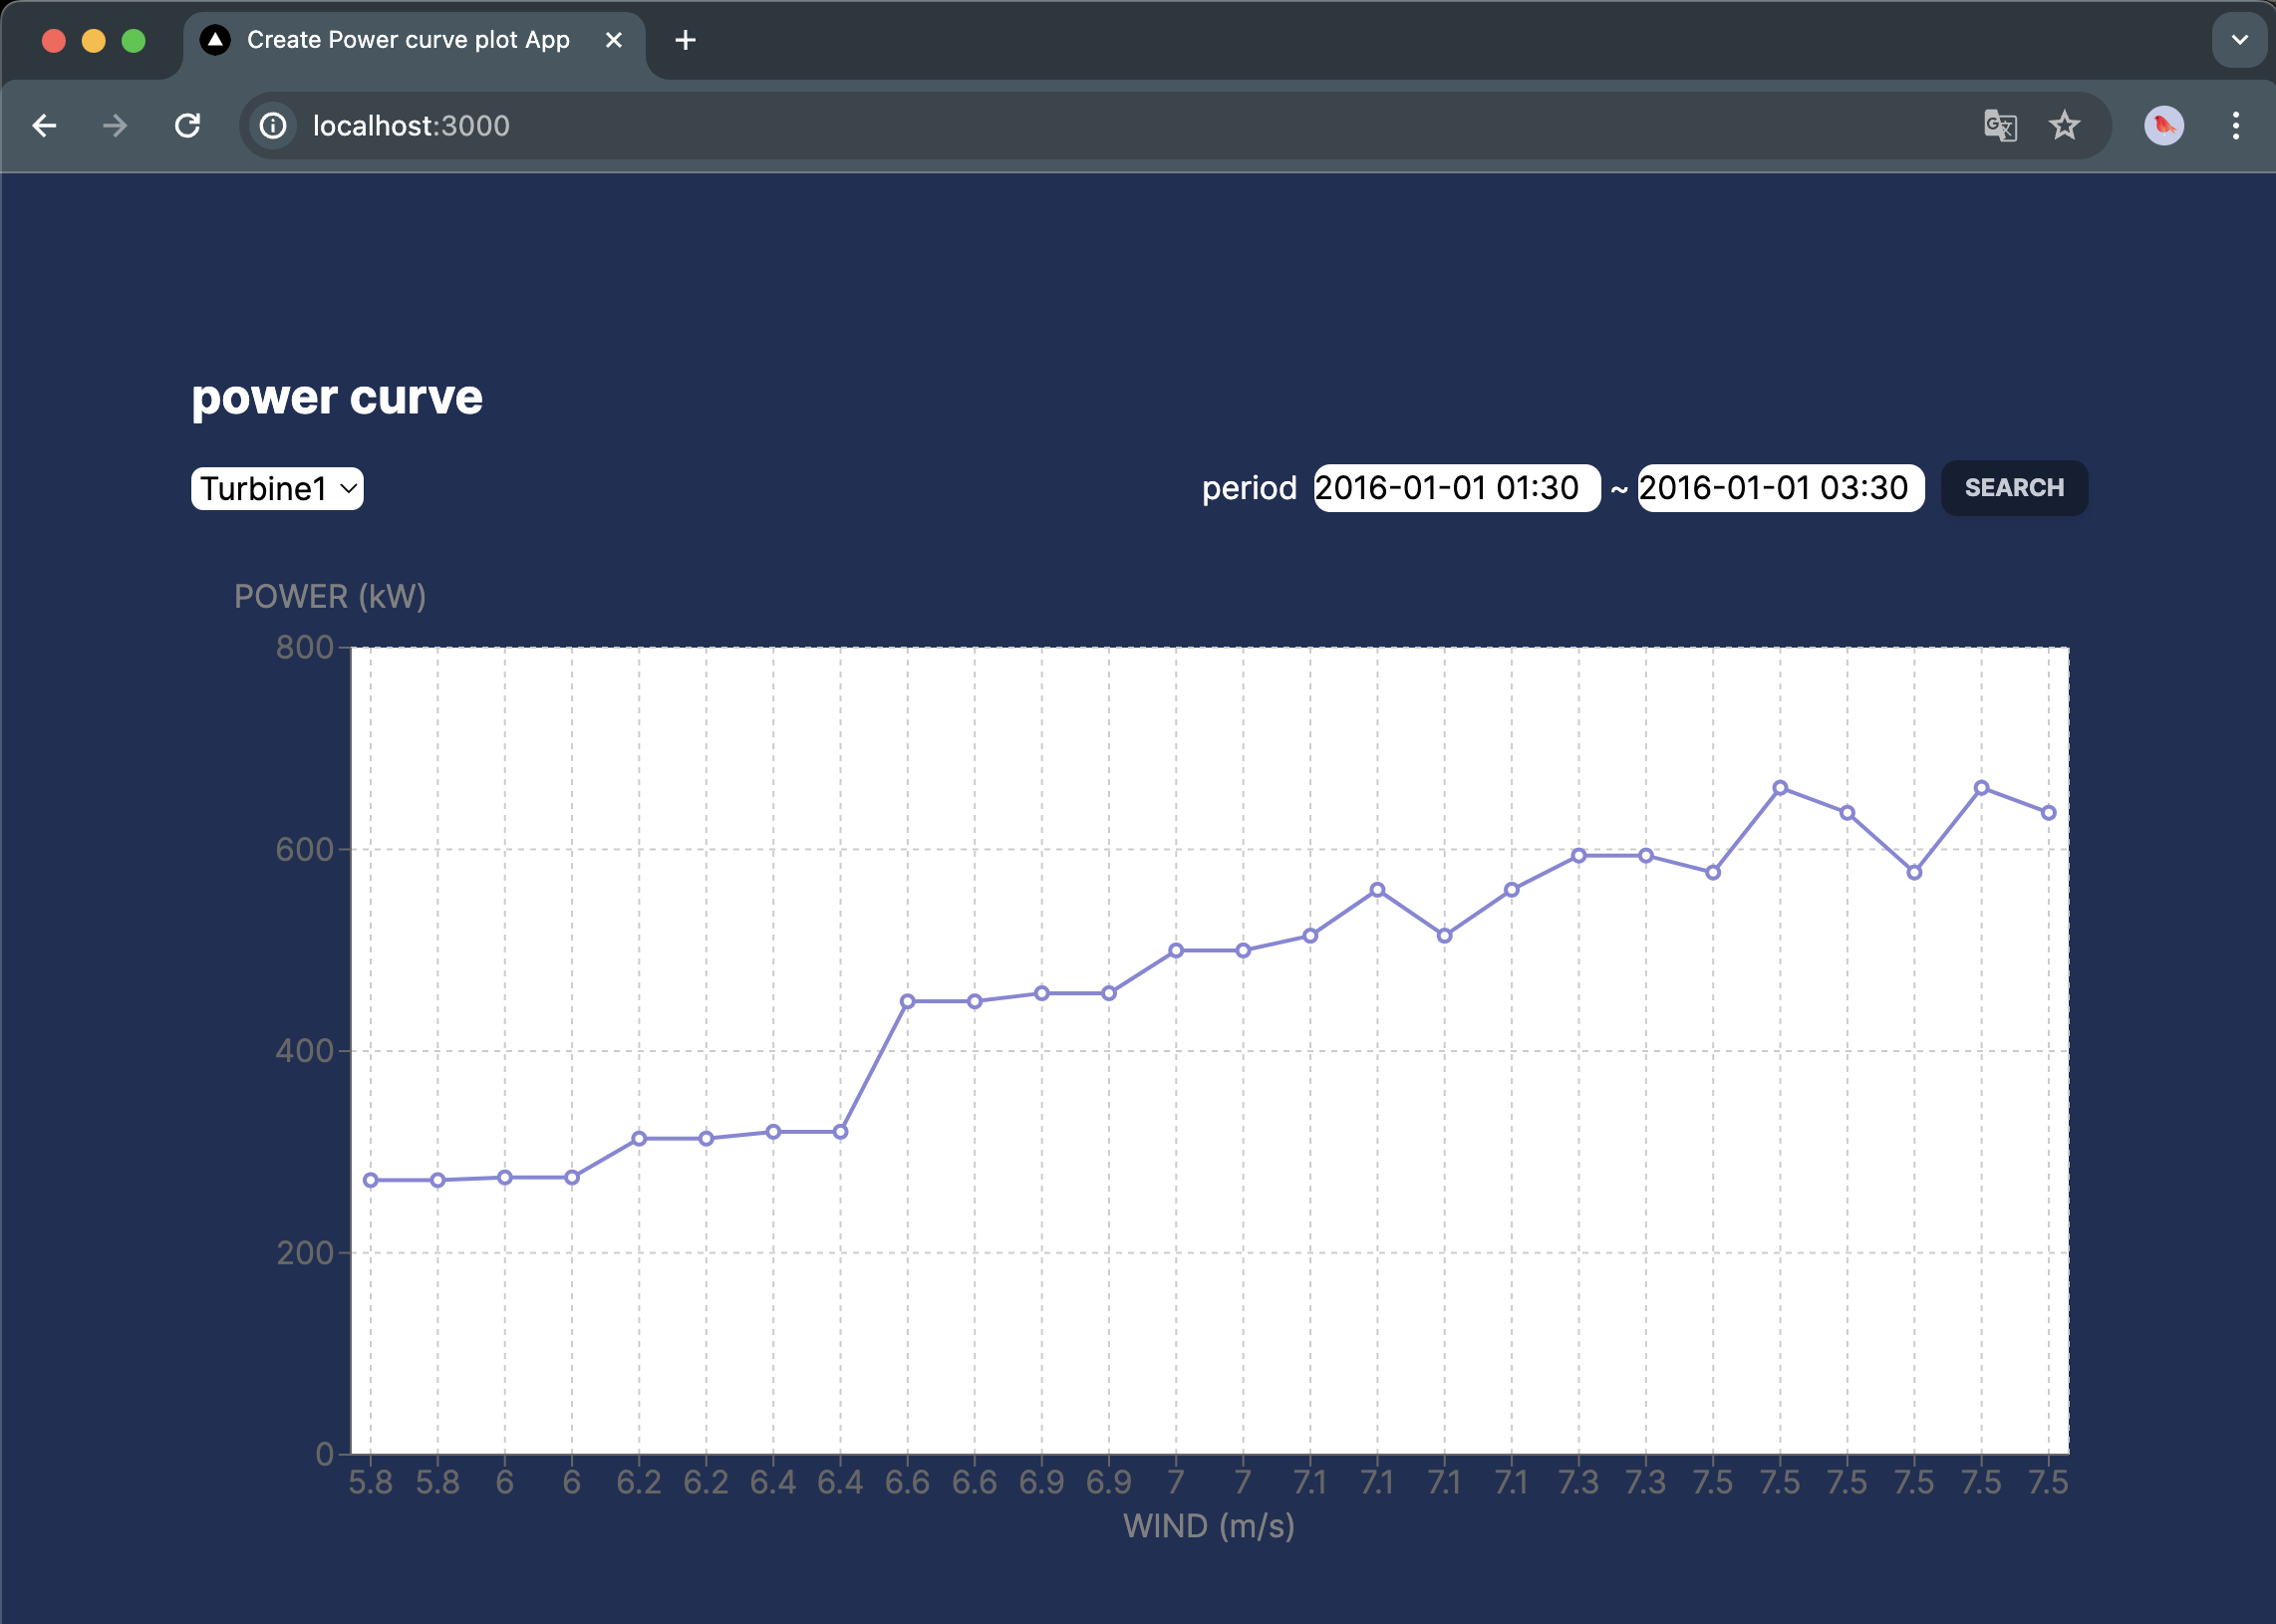 Create Power curve plot App
localhost:3000
power curve
Turbine1
period 2016-01-01 01:30 ~ 2016-01-01 03:30 SEARCH
POWER (kW)
800
600
400
200
0
5.8 5.8 6 6 6.2 6.2 6.4 6.4 6.6 6.6 6.9 6.9 7 7 7.1 7.1 7.1 7.1 7.3 7.3 7.5 7.5 7.5 7.5 7.5 7.5
WIND (m/s)